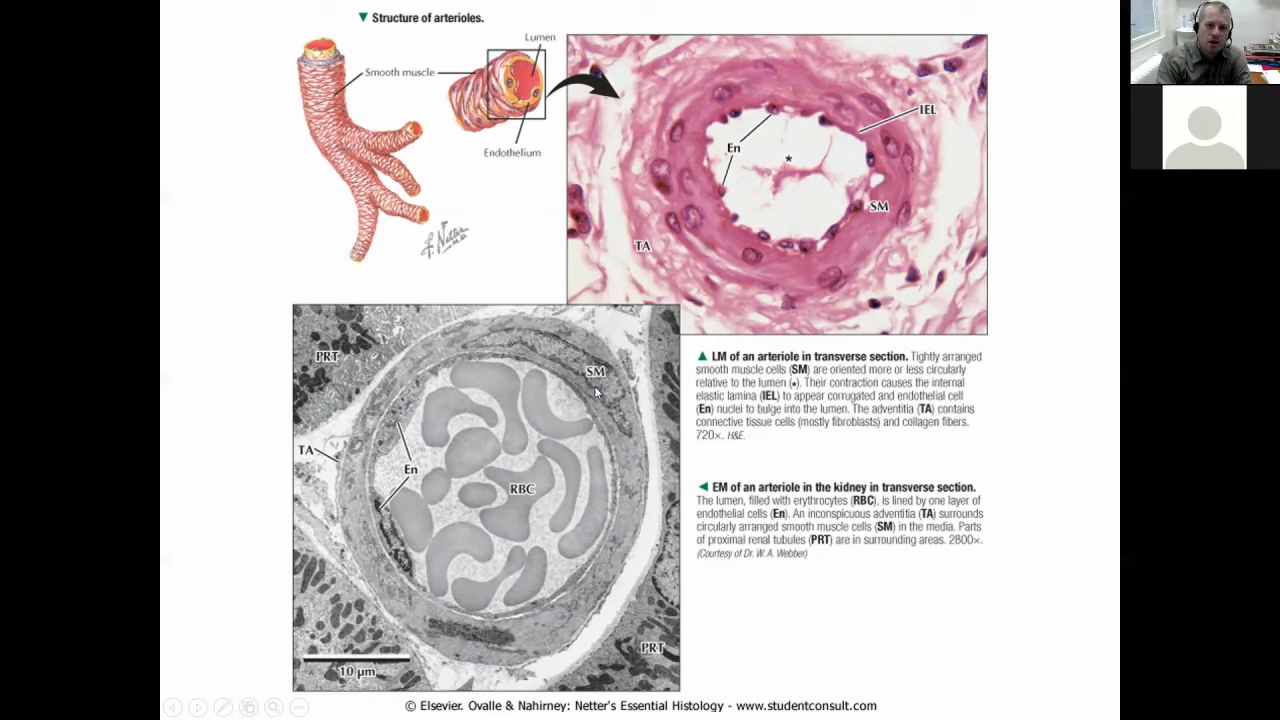 ▼ Structure of arterioles.
Lumen
Smooth muscle
Endothelium
F. Netter
M.D.
IEL
En
*
SM
TA
▲ LM of an arteriole in transverse section. Tightly arranged
smooth muscle cells (SM) are oriented more or less circularly
relative to the lumen (*). Their contraction causes the internal
elastic lamina (IEL) to appear corrugated and endothelial cell
(En) nuclei to bulge into the lumen. The adventitia (TA) contains
connective tissue cells (mostly fibroblasts) and collagen fibers.
720×. H&E.
PRT
SM
TA
En
RBC
PRT
10 µm
◀ EM of an arteriole in the kidney in transverse section.
The lumen, filled with erythrocytes (RBC), is lined by one layer of
endothelial cells (En). An inconspicuous adventitia (TA) surrounds
circularly arranged smooth muscle cells (SM) in the media. Parts
of proximal renal tubules (PRT) are in surrounding areas. 2800×.
(Courtesy of Dr. W. A. Webber)
© Elsevier. Ovalle & Nahirney: Netter's Essential Histology - www.studentconsult.com